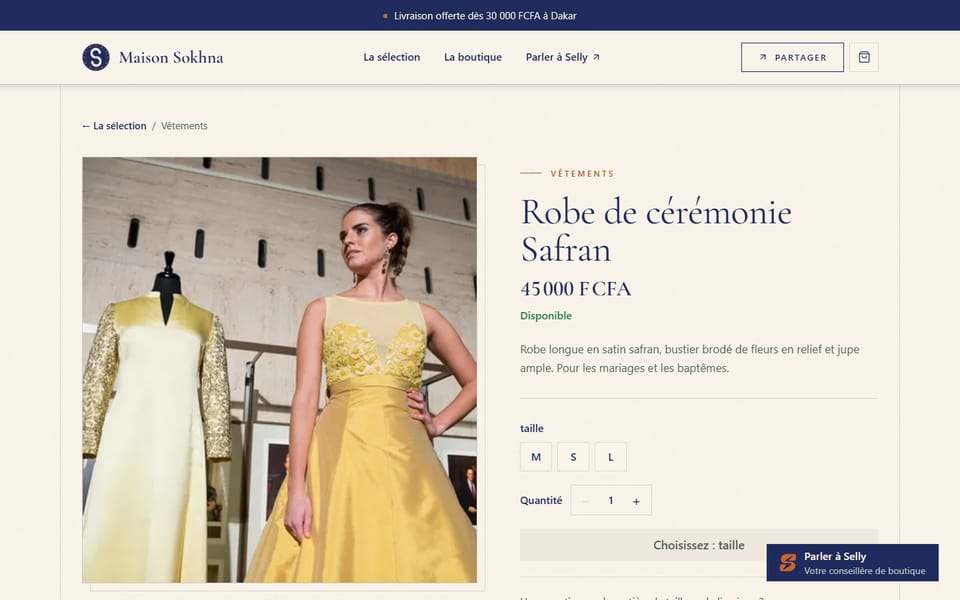 Livraison offerte dès 30 000 FCFA à Dakar
S Maison Sokhna
La sélection La boutique Parler à Selly ↗
↗ PARTAGER
← La sélection / Vêtements
VÊTEMENTS
Robe de cérémonie
Safran
45 000 FCFA
Disponible
Robe longue en satin safran, bustier brodé de fleurs en relief et jupe
ample. Pour les mariages et les baptêmes.
taille
M S L
Quantité − 1 +
Choisissez : taille
Parler à Selly
Votre conseillère de boutique